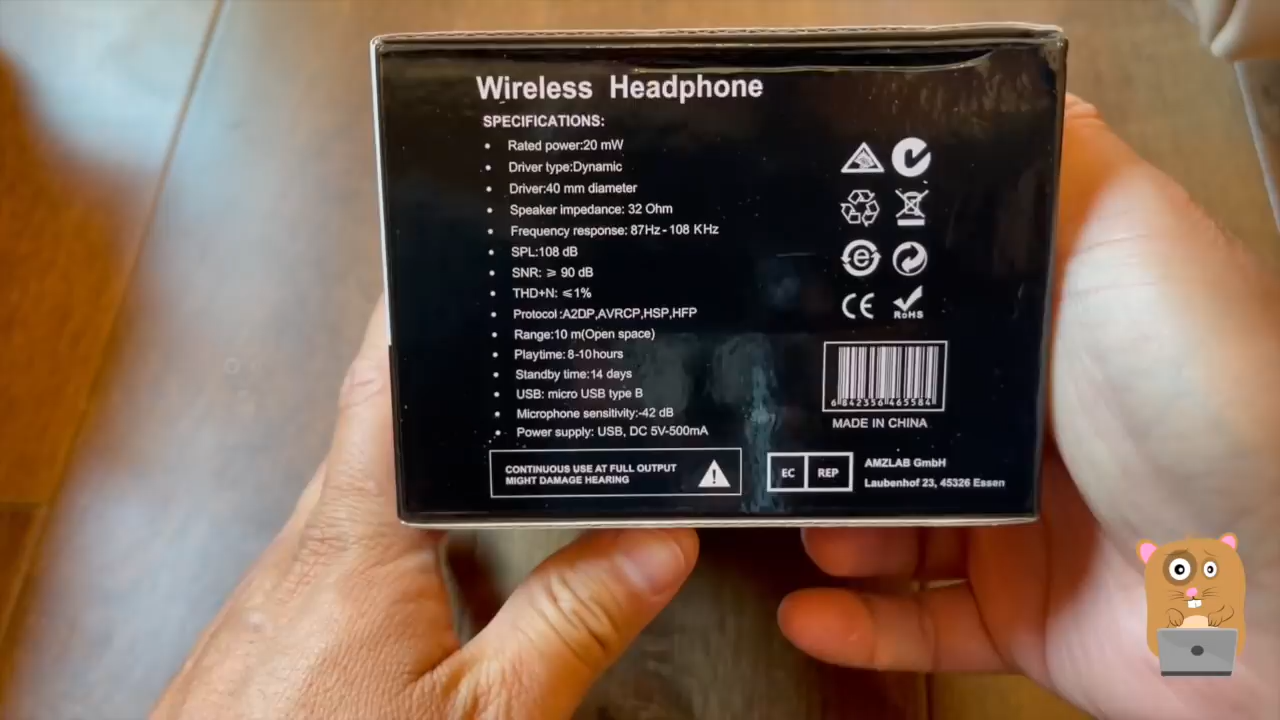 Wireless Headphone
SPECIFICATIONS:
• Rated power:20 mW
• Driver type:Dynamic
• Driver:40 mm diameter
• Speaker impedance: 32 Ohm
• Frequency response: 87Hz - 108 KHz
• SPL:108 dB
• SNR: ⩾ 90 dB
• THD+N: ⩽1%
• Protocol :A2DP,AVRCP,HSP,HFP
• Range:10 m(Open space)
• Playtime: 8-10hours
• Standby time:14 days
• USB: micro USB type B
• Microphone sensitivity:-42 dB
• Power supply: USB, DC 5V-500mA
CONTINUOUS USE AT FULL OUTPUT
MIGHT DAMAGE HEARING
e
CE
RoHS
6 842356 465584
MADE IN CHINA
EC REP
AMZLAB GmbH
Laubenhof 23, 45326 Essen